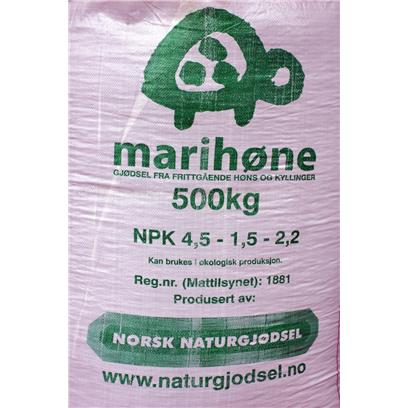 marihøne
GJØDSEL FRA FRITTGÅENDE HØNS OG KYLLINGER
500kg
NPK 4,5 - 1,5 - 2,2
Kan brukes i økologisk produksjon.
Reg.nr. (Mattilsynet): 1881
Produsert av:
NORSK NATURGJØDSEL
www.naturgjodsel.no